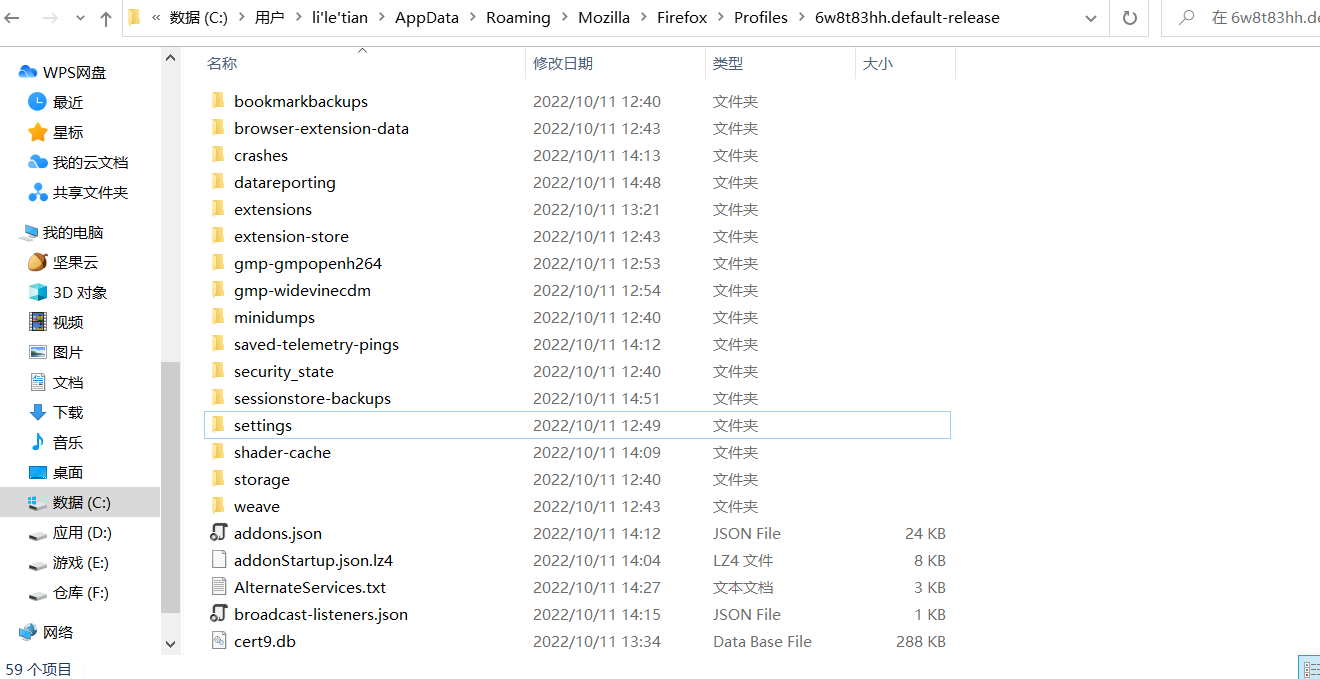 « 数据 (C:) › 用户 › li'le'tian › AppData › Roaming › Mozilla › Firefox › Profiles › 6w8t83hh.default-release
在 6w8t83hh.de
名称 修改日期 类型 大小
WPS网盘
最近
星标
我的云文档
共享文件夹
我的电脑
坚果云
3D 对象
视频
图片
文档
下载
音乐
桌面
数据 (C:)
应用 (D:)
游戏 (E:)
仓库 (F:)
网络
bookmarkbackups 2022/10/11 12:40 文件夹
browser-extension-data 2022/10/11 12:43 文件夹
crashes 2022/10/11 14:13 文件夹
datareporting 2022/10/11 14:48 文件夹
extensions 2022/10/11 13:21 文件夹
extension-store 2022/10/11 12:43 文件夹
gmp-gmpopenh264 2022/10/11 12:53 文件夹
gmp-widevinecdm 2022/10/11 12:54 文件夹
minidumps 2022/10/11 12:40 文件夹
saved-telemetry-pings 2022/10/11 14:12 文件夹
security_state 2022/10/11 12:40 文件夹
sessionstore-backups 2022/10/11 14:51 文件夹
settings 2022/10/11 12:49 文件夹
shader-cache 2022/10/11 14:09 文件夹
storage 2022/10/11 12:40 文件夹
weave 2022/10/11 12:43 文件夹
addons.json 2022/10/11 14:12 JSON File 24 KB
addonStartup.json.lz4 2022/10/11 14:04 LZ4 文件 8 KB
AlternateServices.txt 2022/10/11 14:27 文本文档 3 KB
broadcast-listeners.json 2022/10/11 14:15 JSON File 1 KB
cert9.db 2022/10/11 13:34 Data Base File 288 KB
59 个项目